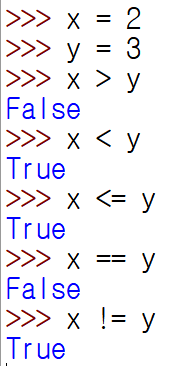 >>> x = 2
>>> y = 3
>>> x > y
False
>>> x < y
True
>>> x <= y
True
>>> x == y
False
>>> x != y
True